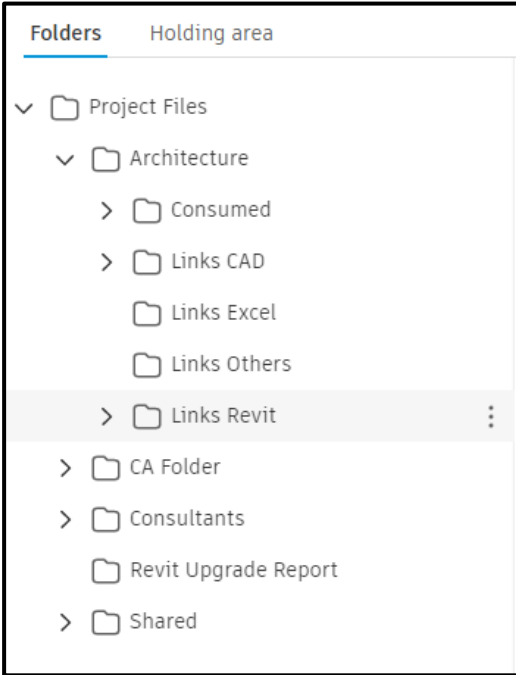 Folders Holding area
Project Files
Architecture
Consumed
Links CAD
Links Excel
Links Others
Links Revit
CA Folder
Consultants
Revit Upgrade Report
Shared